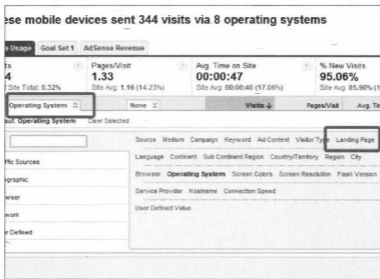 ese mobile devices sent 344 visits via 8 operating systems
Usage Goal Set 1 AdSense Revenue
ts Pages/Visit Avg. Time on Site % New Visits
4 1.33 00:00:47 95.06%
Site Total: 0.32% Site Avg: 1.16 (14.23%) Site Avg: 00:00:40 (17.06%) Site Avg: 85.90% (1
Operating System None Visits ↓ Pages/Visit Avg. Tim
Operating System Clear Selected
Source Medium Campaign Keyword Ad Content Visitor Type Landing Page
ffic Sources Language Continent Sub Continent Region Country/Territory Region City
ographic Browser Operating System Screen Colors Screen Resolution Flash Version
wser Service Provider Hostname Connection Speed
work User Defined Value
r Defined